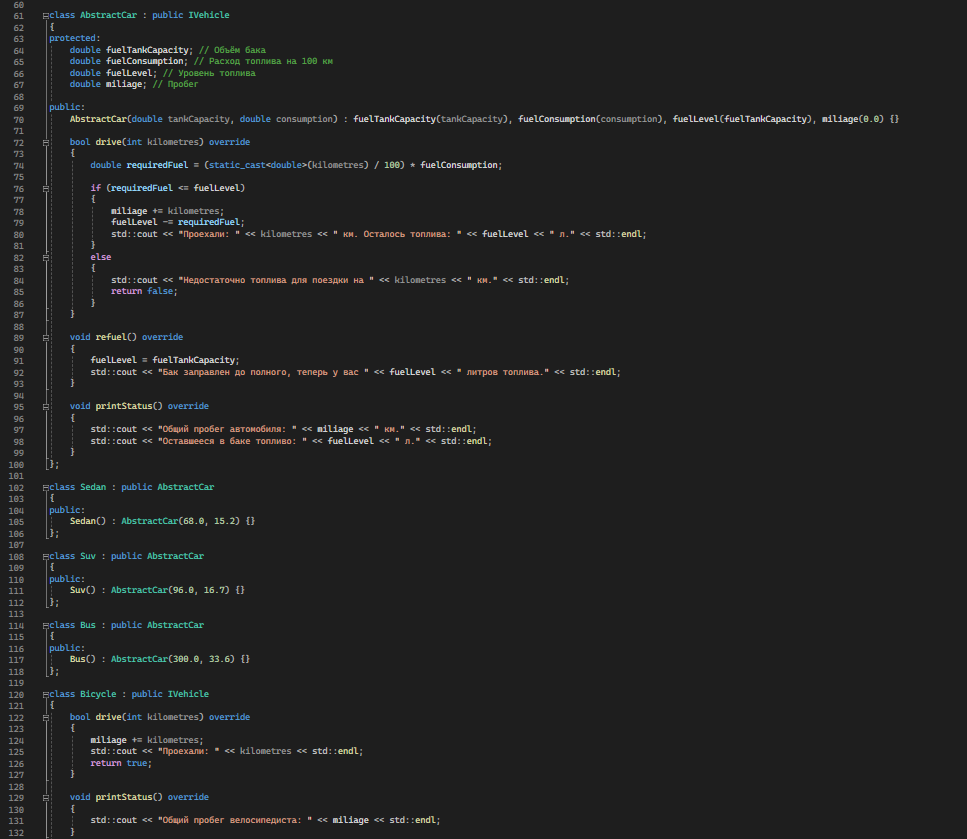 60
61 class AbstractCar : public IVehicle
62 {
63 protected:
64     double fuelTankCapacity; // Объём бака
65     double fuelConsumption; // Расход топлива на 100 км
66     double fuelLevel; // Уровень топлива
67     double miliage; // Пробег
68
69 public:
70     AbstractCar(double tankCapacity, double consumption) : fuelTankCapacity(tankCapacity), fuelConsumption(consumption), fuelLevel(fuelTankCapacity), miliage(0.0) {}
71
72     bool drive(int kilometres) override
73     {
74         double requiredFuel = (static_cast<double>(kilometres) / 100) * fuelConsumption;
75
76         if (requiredFuel <= fuelLevel)
77         {
78             miliage += kilometres;
79             fuelLevel -= requiredFuel;
80             std::cout << "Проехали: " << kilometres << " км. Осталось топлива: " << fuelLevel << " л." << std::endl;
81         }
82         else
83         {
84             std::cout << "Недостаточно топлива для поездки на " << kilometres << " км." << std::endl;
85             return false;
86         }
87     }
88
89     void refuel() override
90     {
91         fuelLevel = fuelTankCapacity;
92         std::cout << "Бак заправлен до полного, теперь у вас " << fuelLevel << " литров топлива." << std::endl;
93     }
94
95     void printStatus() override
96     {
97         std::cout << "Общий пробег автомобиля: " << miliage << " км." << std::endl;
98         std::cout << "Оставшееся в баке топливо: " << fuelLevel << " л." << std::endl;
99     }
100 };
101
102 class Sedan : public AbstractCar
103 {
104 public:
105     Sedan() : AbstractCar(68.0, 15.2) {}
106 };
107
108 class Suv : public AbstractCar
109 {
110 public:
111     Suv() : AbstractCar(96.0, 16.7) {}
112 };
113
114 class Bus : public AbstractCar
115 {
116 public:
117     Bus() : AbstractCar(300.0, 33.6) {}
118 };
119
120 class Bicycle : public IVehicle
121 {
122     bool drive(int kilometres) override
123     {
124         miliage += kilometres;
125         std::cout << "Проехали: " << kilometres << std::endl;
126         return true;
127     }
128
129     void printStatus() override
130     {
131         std::cout << "Общий пробег велосипедиста: " << miliage << std::endl;
132     }